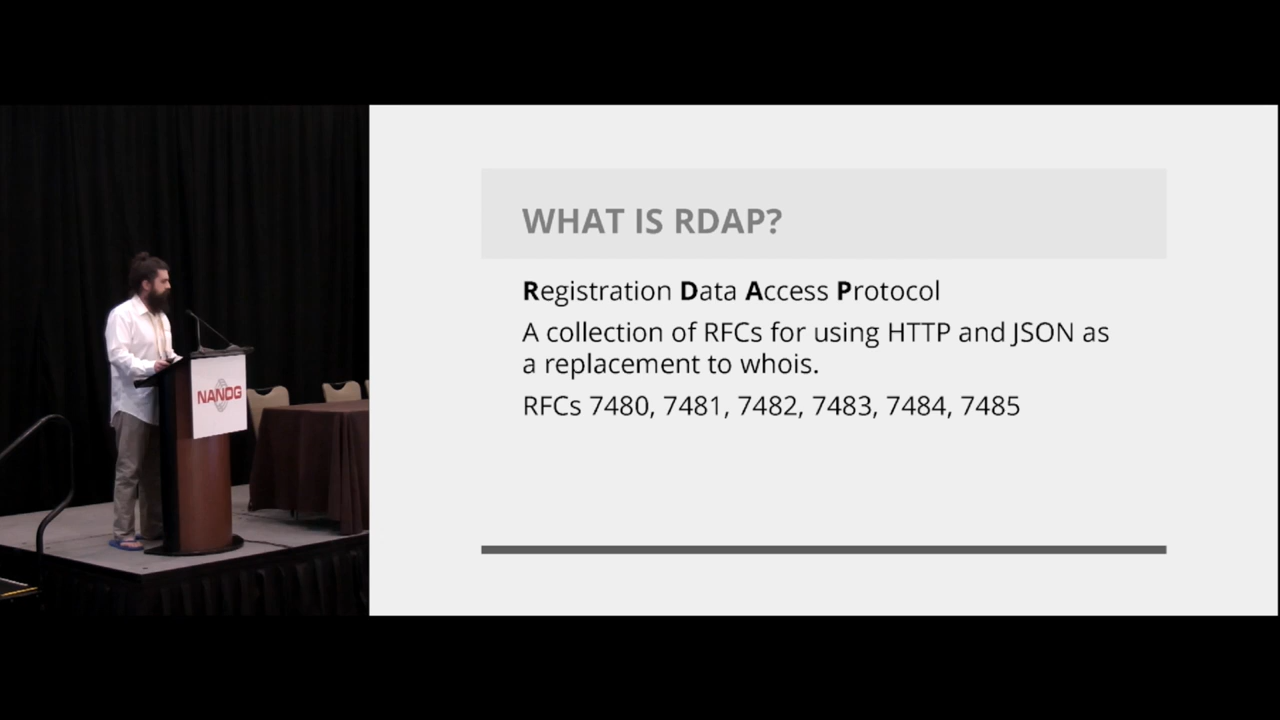 WHAT IS RDAP?
Registration Data Access Protocol
A collection of RFCs for using HTTP and JSON as
a replacement to whois.
RFCs 7480, 7481, 7482, 7483, 7484, 7485
NANOG